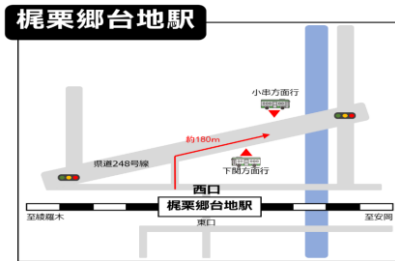 梶栗郷台地駅
小串方面行
約180m
県道248号線
下関方面行
西口
梶栗郷台地駅
至綾羅木
東口
至安岡